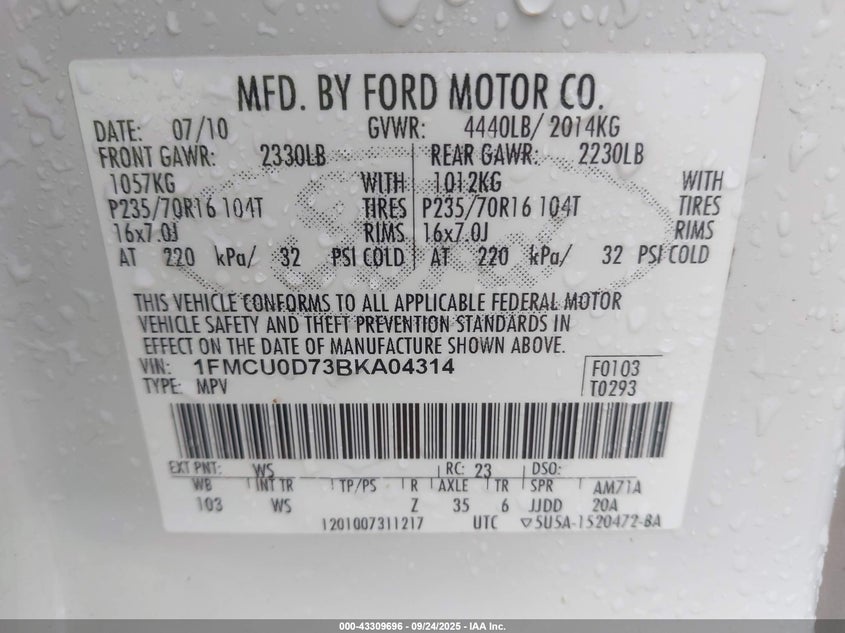 MFD. BY FORD MOTOR CO.
DATE: 07/10 GVWR: 4440LB/ 2014KG
FRONT GAWR: 2330LB REAR GAWR: 2230LB
1057KG WITH 1012KG WITH
P235/70R16 104T TIRES P235/70R16 104T TIRES
16x7.0J RIMS 16x7.0J RIMS
AT 220 kPa/ 32 PSI COLD AT 220 kPa/ 32 PSI COLD
THIS VEHICLE CONFORMS TO ALL APPLICABLE FEDERAL MOTOR
VEHICLE SAFETY AND THEFT PREVENTION STANDARDS IN
EFFECT ON THE DATE OF MANUFACTURE SHOWN ABOVE.
VIN: 1FMCU0D73BKA04314 F0103
TYPE: MPV T0293
EXT PNT: WS RC: 23 DSO:
WB INT TR TP/PS R AXLE TR SPR AM71A
103 WS Z 35 6 JJDD 20A
1201007311217 UTC ▽5U5A-1520472-BA
000-43309696 - 09/24/2025 - IAA Inc.